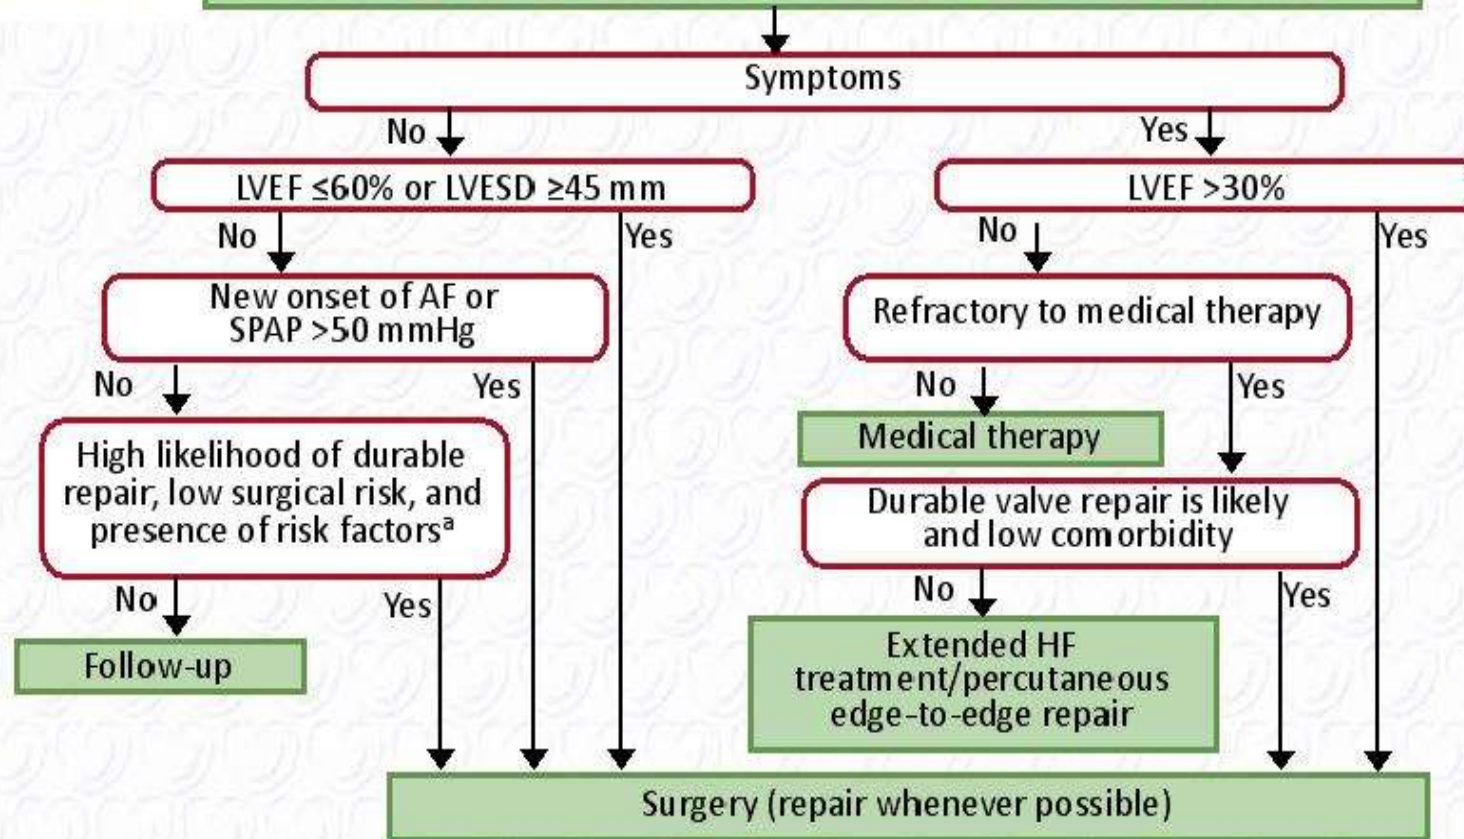 Symptoms
No
Yes
LVEF ≤60% or LVESD ≥45 mm
LVEF >30%
No
Yes
No
Yes
New onset of AF or
SPAP >50 mmHg
Refractory to medical therapy
No
Yes
No
Yes
High likelihood of durable
repair, low surgical risk, and
presence of risk factorsᵃ
Medical therapy
Durable valve repair is likely
and low comorbidity
No
Yes
No
Yes
Follow-up
Extended HF
treatment/percutaneous
edge-to-edge repair
Surgery (repair whenever possible)